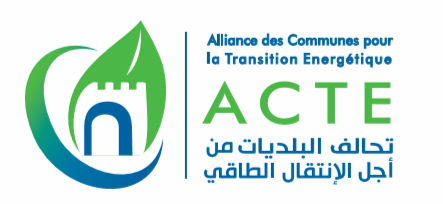 Alliance des Communes pour
la Transition Energétique
ACTE
تحالف البلديات من
أجل الإنتقال الطاقي